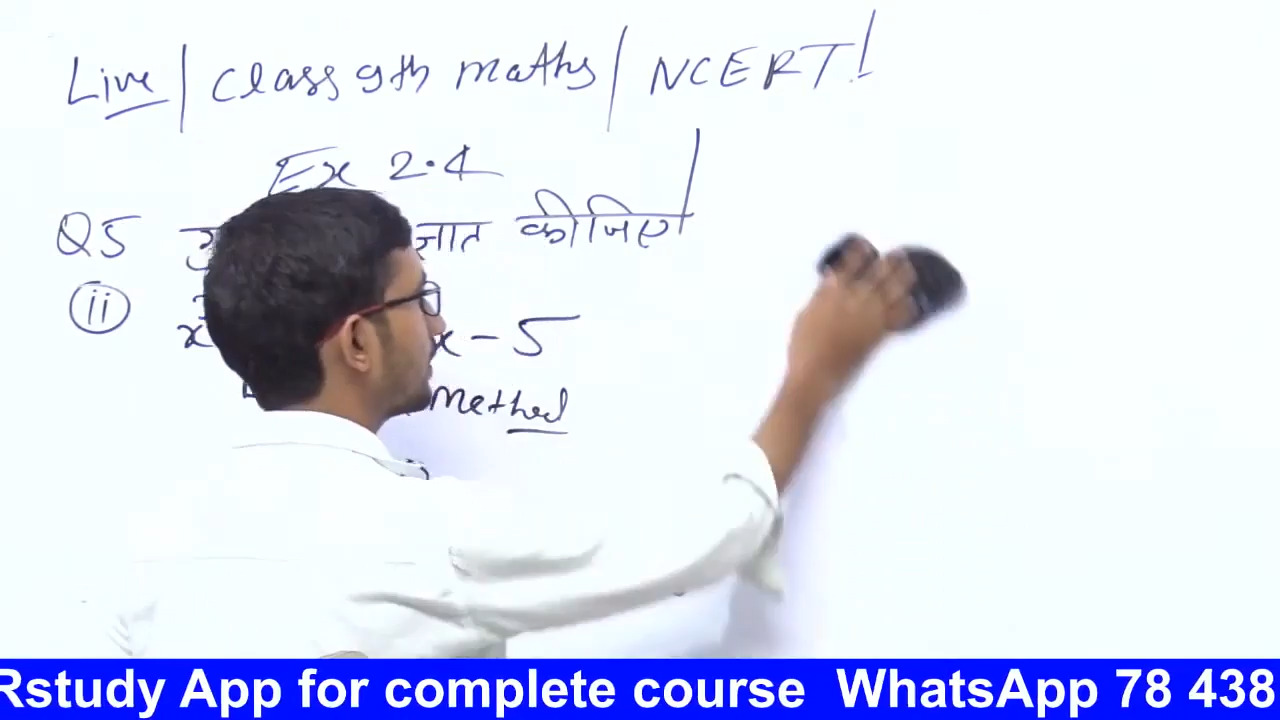 Live / Class 9th maths / NCERT!
Ex 2.4
Q5 ज्ञात कीजिए
ii x - 5
Method
Rstudy App for complete course WhatsApp 78 438